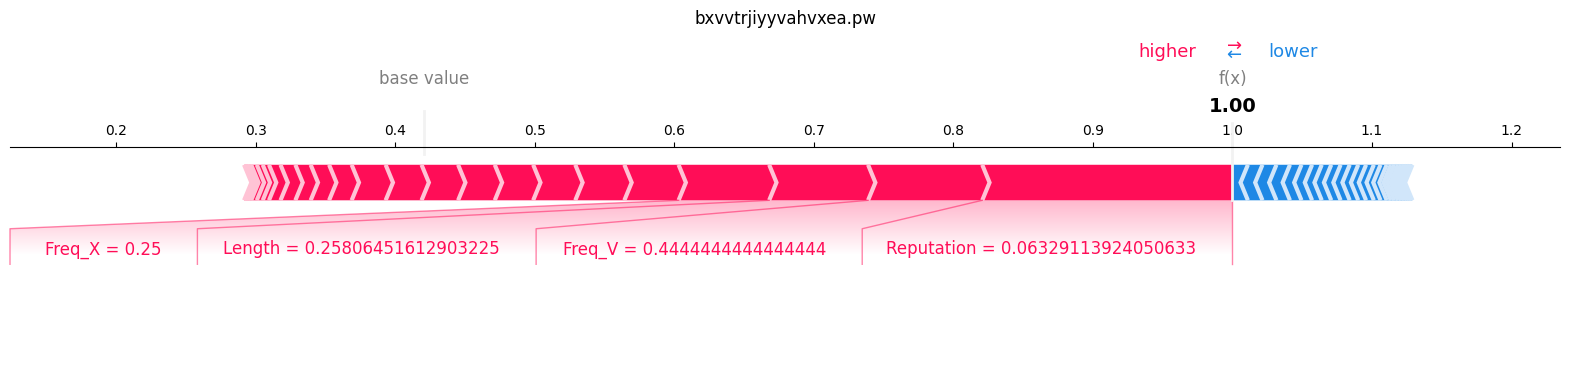 bxvvtrjiyyvahvxea.pw
higher → ← lower
base value f(x)
1.00
0.2 0.3 0.4 0.5 0.6 0.7 0.8 0.9 1.0 1.1 1.2
Freq_X = 0.25 Length = 0.25806451612903225 Freq_V = 0.4444444444444444 Reputation = 0.06329113924050633